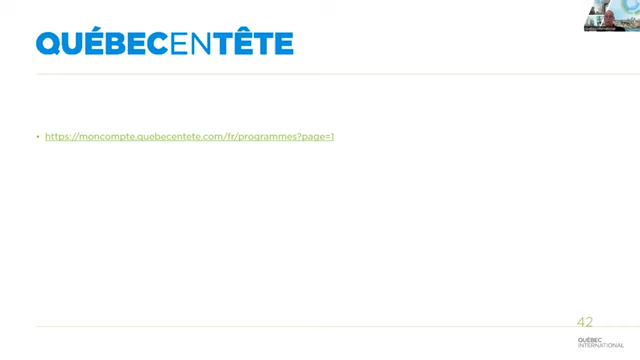 QUÉBECENTÊTE
• https://moncompte.quebecentete.com/fr/programmes?page=1
42
QUÉBEC
INTERNATIONAL